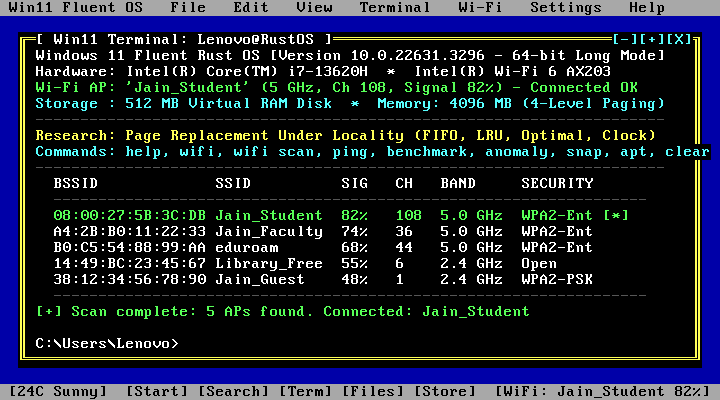 Win11 Fluent OS File Edit View Terminal Wi-Fi Settings Help
[ Win11 Terminal: Lenovo@RustOS ] [-][+][X]
Windows 11 Fluent Rust OS [Version 10.0.22631.3296 - 64-bit Long Mode]
Hardware: Intel(R) Core(TM) i7-13620H * Intel(R) Wi-Fi 6 AX203
Wi-Fi AP: 'Jain_Student' (5 GHz, Ch 108, Signal 82%) - Connected OK
Storage : 512 MB Virtual RAM Disk * Memory: 4096 MB (4-Level Paging)
----------------------------------------------------------------------
Research: Page Replacement Under Locality (FIFO, LRU, Optimal, Clock)
Commands: help, wifi, wifi scan, ping, benchmark, anomaly, snap, apt, clear
----------------------------------------------------------------------
BSSID SSID SIG CH BAND SECURITY
--------------------------------------------------------------------
08:00:27:5B:3C:DB Jain_Student 82% 108 5.0 GHz WPA2-Ent [*]
A4:2B:B0:11:22:33 Jain_Faculty 74% 36 5.0 GHz WPA2-Ent
B0:C5:54:88:99:AA eduroam 68% 44 5.0 GHz WPA2-Ent
14:49:BC:23:45:67 Library_Free 55% 6 2.4 GHz Open
38:12:34:56:78:90 Jain_Guest 48% 1 2.4 GHz WPA2-PSK
--------------------------------------------------------------------
[+] Scan complete: 5 APs found. Connected: Jain_Student
C:\Users\Lenovo>
[24C Sunny] [Start] [Search] [Term] [Files] [Store] [WiFi: Jain_Student 82%]